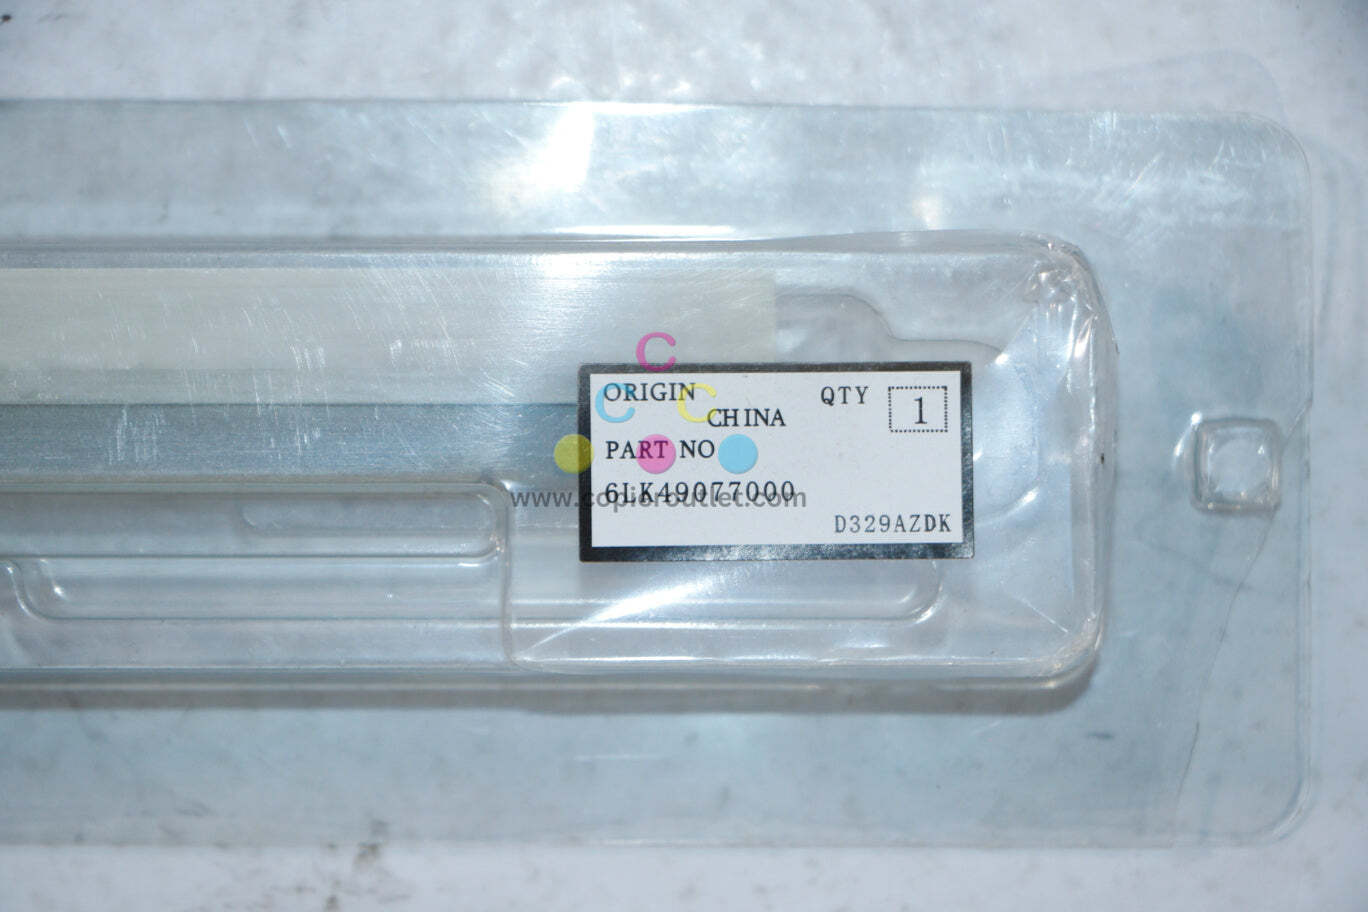 ORIGIN QTY 1
CHINA
PART NO
6LK49077000
www.copieroutlet.com
D329AZDK
C
C C